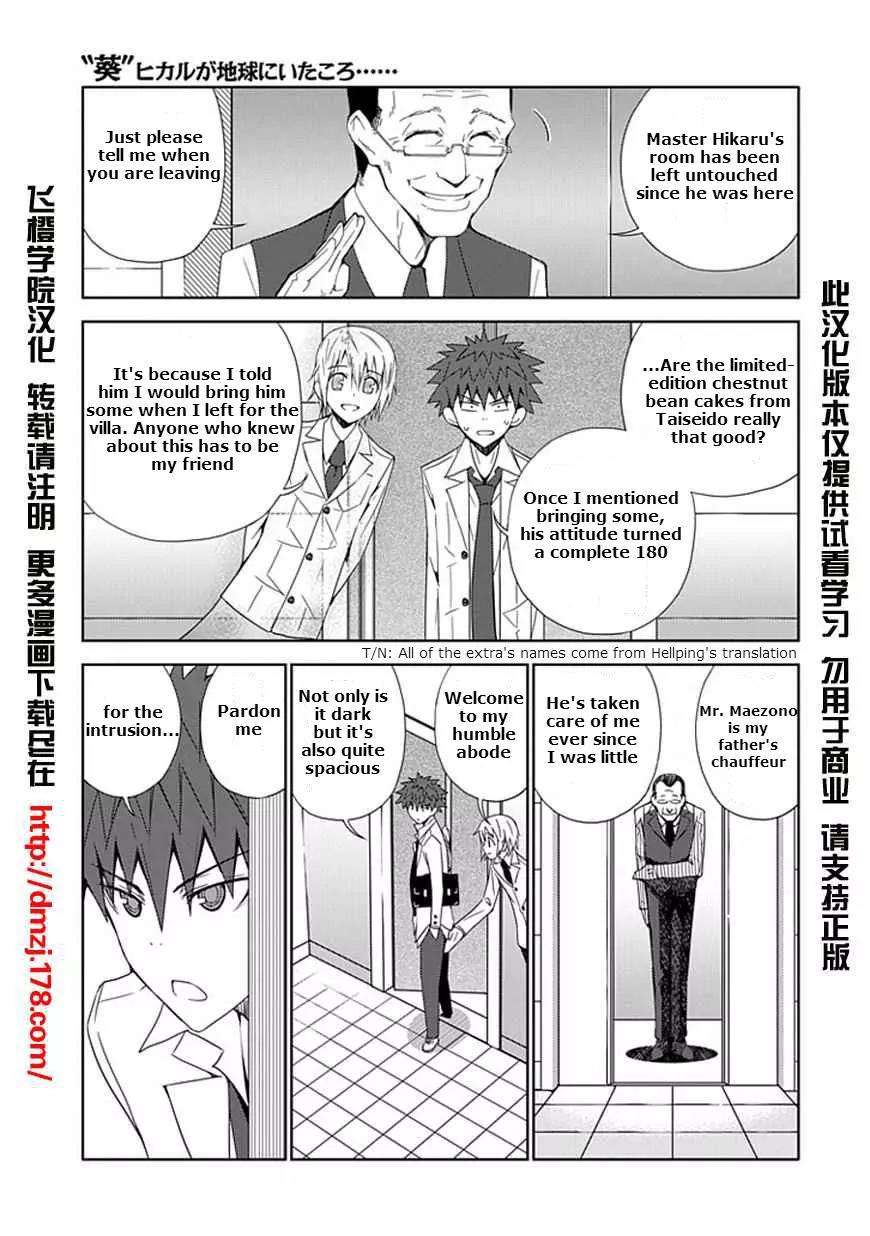 “葵”ヒカルが地球にいたころ……
Master Hikaru's
room has been
left untouched
since he was here
Just please
tell me when
you are leaving
...Are the limited-
edition chestnut
bean cakes from
Taiseido really
that good?
Once I mentioned
bringing some,
his attitude turned
a complete 180
It's because I told
him I would bring him
some when I left for the
villa. Anyone who knew
about this has to be
my friend
T/N: All of the extra's names come from Hellping's translation
Mr. Maezono
is my
father's
chauffeur
He's taken
care of me
ever since
I was little
Welcome
to my
humble
abode
Not only is
it dark
but it's
also quite
spacious
Pardon
me
for the
intrusion...
飞橙学院汉化 转载请注明 更多漫画下载尽在 http://dmzj.178.com/
此汉化版本仅提供试看学习 勿用于商业 请支持正版